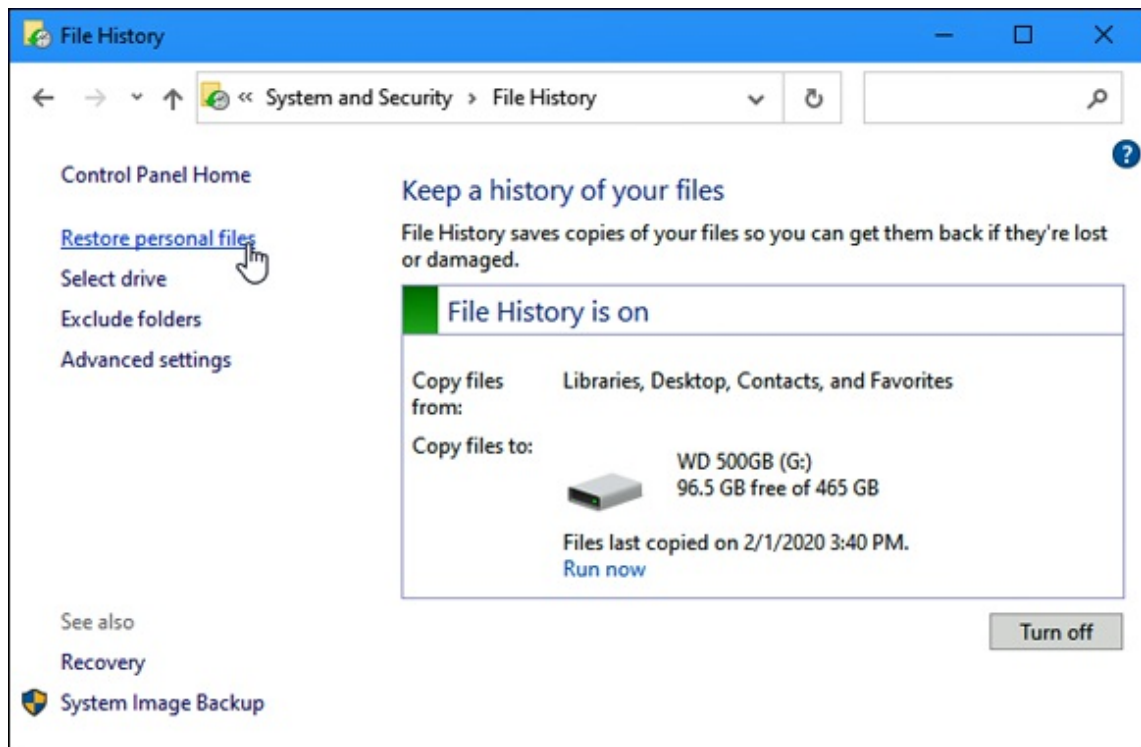 File History
« System and Security › File History
?
Control Panel Home
Restore personal files
Select drive
Exclude folders
Advanced settings
Keep a history of your files
File History saves copies of your files so you can get them back if they're lost
or damaged.
File History is on
Copy files
from:
Libraries, Desktop, Contacts, and Favorites
Copy files to:
WD 500GB (G:)
96.5 GB free of 465 GB
Files last copied on 2/1/2020 3:40 PM.
Run now
Turn off
See also
Recovery
System Image Backup